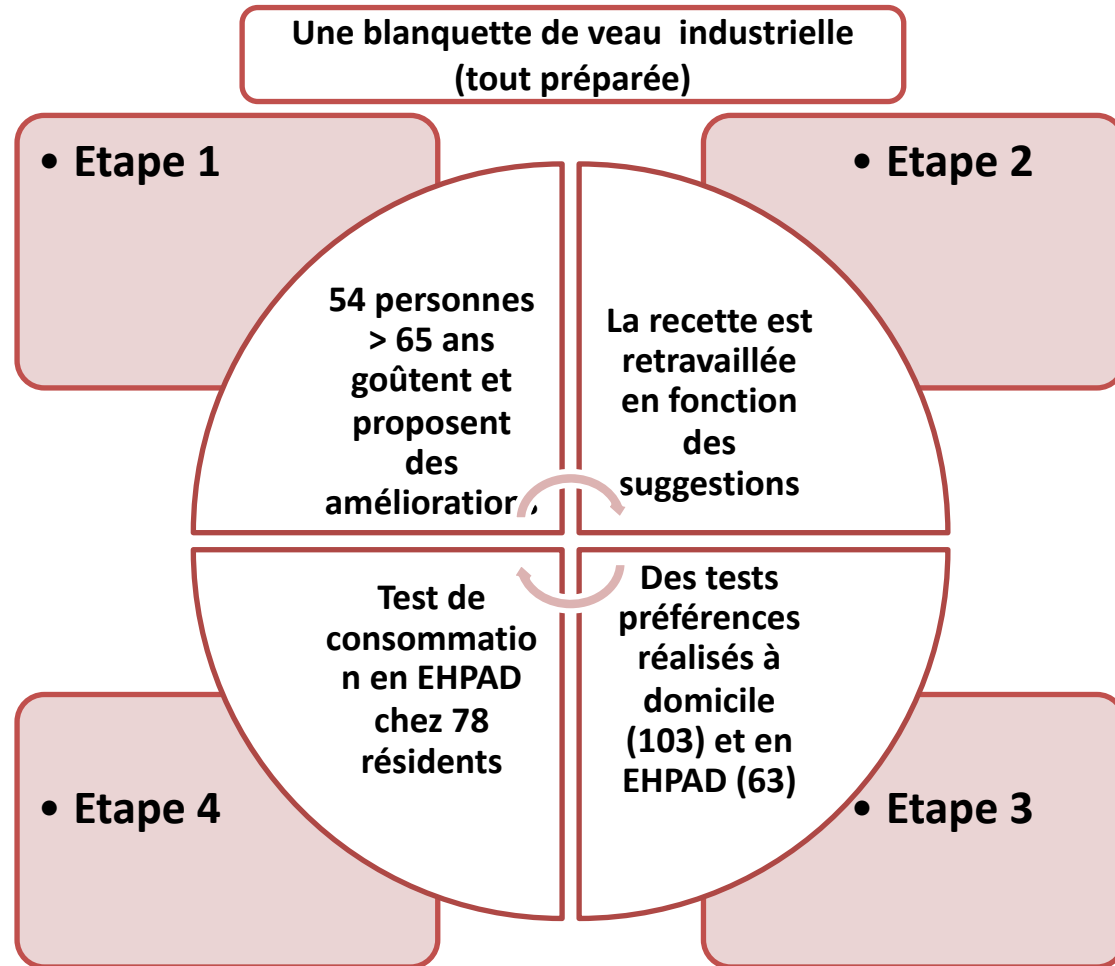 Une blanquette de veau  industrielle
(tout préparée)
• Etape 1
54 personnes
> 65 ans
goûtent et
proposent
des
améliorations
• Etape 2
La recette est
retravaillée
en fonction
des
suggestions
• Etape 3
Des tests
préférences
réalisés à
domicile
(103) et en
EHPAD (63)
• Etape 4
Test de
consommatio
n en EHPAD
chez 78
résidents